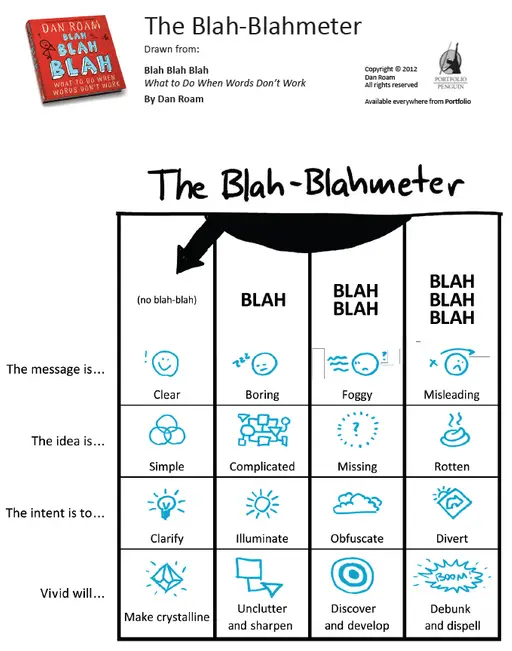 DAN ROAM
BLAH
BLAH
BLAH
WHAT TO DO WHEN
WORDS DON'T WORK
The Blah-Blahmeter
Drawn from:
Blah Blah Blah
What to Do When Words Don't Work
By Dan Roam
Copyright © 2012
Dan Roam
All rights reserved
Available everywhere from Portfolio
PORTFOLIO
PENGUIN
The Blah-Blahmeter
(no blah-blah)
BLAH
BLAH
BLAH
BLAH
BLAH
BLAH
The message is...
!
zzz
?
x
Clear
Boring
Foggy
Misleading
The idea is...
?
Simple
Complicated
Missing
Rotten
The intent is to...
Clarify
Illuminate
Obfuscate
Divert
Vivid will...
BOOM!
Make crystalline
Unclutter
and sharpen
Discover
and develop
Debunk
and dispell